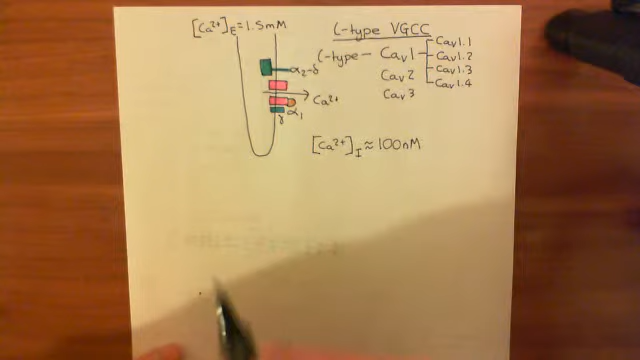 [Ca²⁺]E = 1.5mM
L-type VGCC
L-type — Cav1
Cav1.1
Cav1.2
Cav1.3
Cav1.4
Cav2
Cav3
α₂-δ
Ca²⁺
α₁
γ
[Ca²⁺]I ≈ 100nM